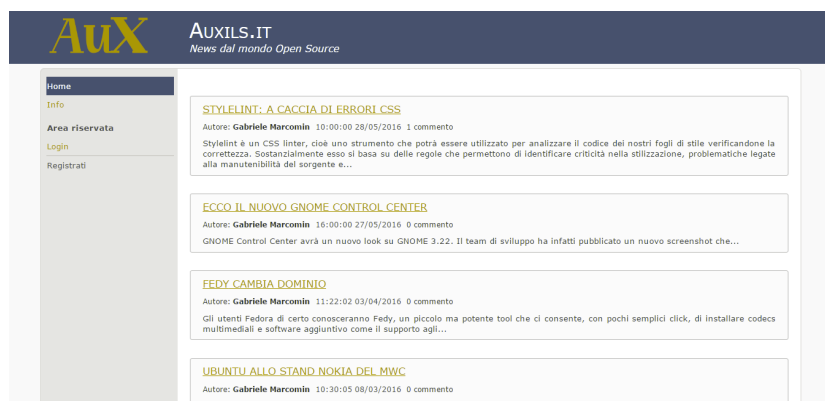 AuX
AUXILS.IT
News dal mondo Open Source
Home
Info
Area riservata
Login
Registrati
STYLELINT: A CACCIA DI ERRORI CSS
Autore: Gabriele Marcomin 10:00:00 28/05/2016 1 commento
Stylelint è un CSS linter, cioè uno strumento che potrà essere utilizzato per analizzare il codice dei nostri fogli di stile verificandone la
correttezza. Sostanzialmente esso si basa su delle regole che permettono di identificare criticità nella stilizzazione, problematiche legate
alla manutenibilità del sorgente e...
ECCO IL NUOVO GNOME CONTROL CENTER
Autore: Gabriele Marcomin 16:00:00 27/05/2016 0 commento
GNOME Control Center avrà un nuovo look su GNOME 3.22. Il team di sviluppo ha infatti pubblicato un nuovo screenshot che...
FEDY CAMBIA DOMINIO
Autore: Gabriele Marcomin 11:22:02 03/04/2016 0 commento
Gli utenti Fedora di certo conosceranno Fedy, un piccolo ma potente tool che ci consente, con pochi semplici click, di installare codecs
multimediali e software aggiuntivo come il supporto agli...
UBUNTU ALLO STAND NOKIA DEL MWC
Autore: Gabriele Marcomin 10:30:05 08/03/2016 0 commento